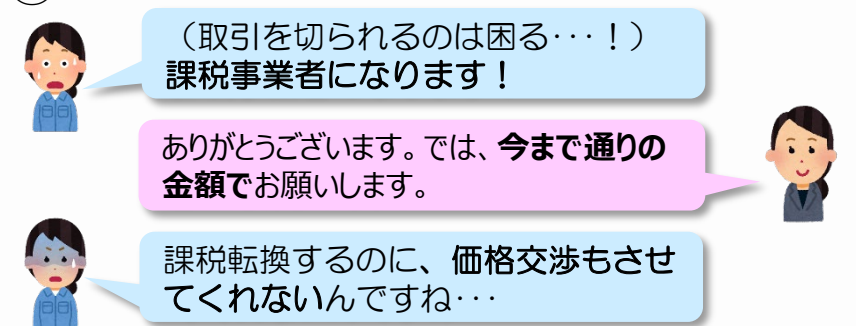 （取引を切られるのは困る・・・！）
課税事業者になります！
ありがとうございます。では、今まで通りの
金額でお願いします。
課税転換するのに、価格交渉もさせ
てくれないんですね・・・